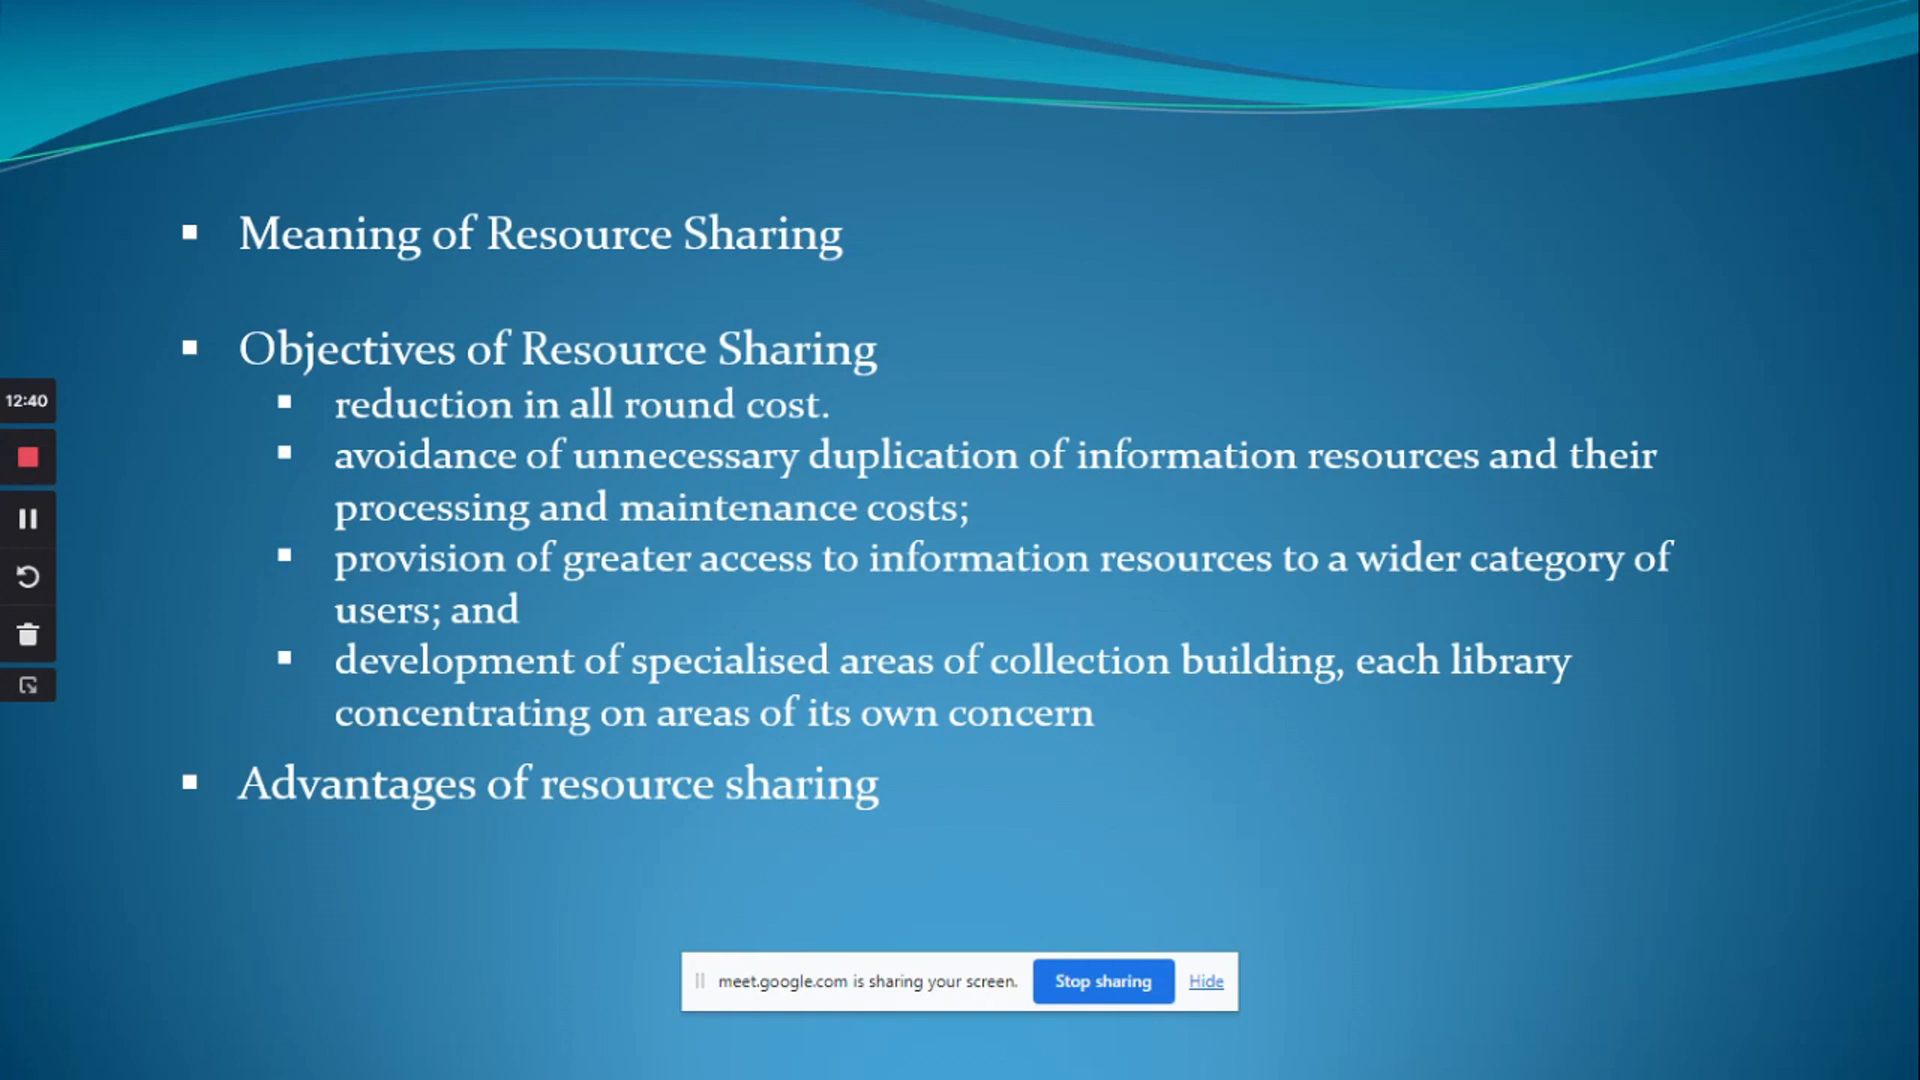 Meaning of Resource Sharing
Objectives of Resource Sharing
reduction in all round cost.
avoidance of unnecessary duplication of information resources and their
processing and maintenance costs;
provision of greater access to information resources to a wider category of
users; and
development of specialised areas of collection building, each library
concentrating on areas of its own concern
Advantages of resource sharing
12:40
meet.google.com is sharing your screen. Stop sharing Hide